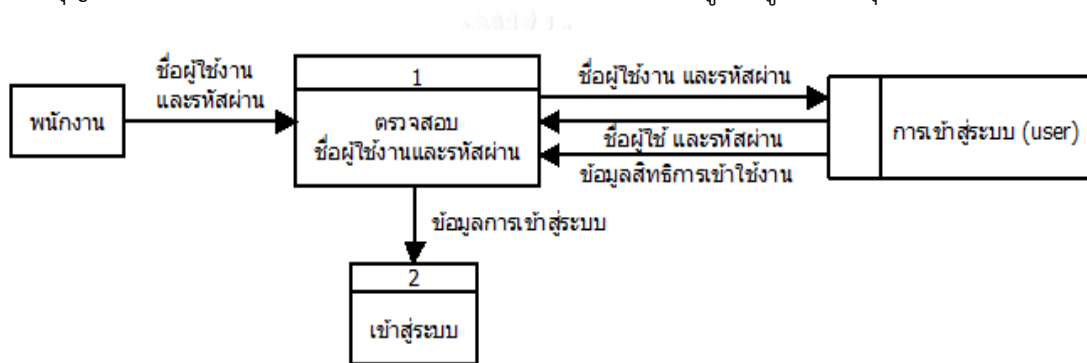 ชื่อผู้ใช้งาน
และรหัสผ่าน
พนักงาน
1
ตรวจสอบ
ชื่อผู้ใช้งานและรหัสผ่าน
ชื่อผู้ใช้งาน และรหัสผ่าน
ชื่อผู้ใช้ และรหัสผ่าน
ข้อมูลสิทธิการเข้าใช้งาน
การเข้าสู่ระบบ (user)
ข้อมูลการเข้าสู่ระบบ
2
เข้าสู่ระบบ